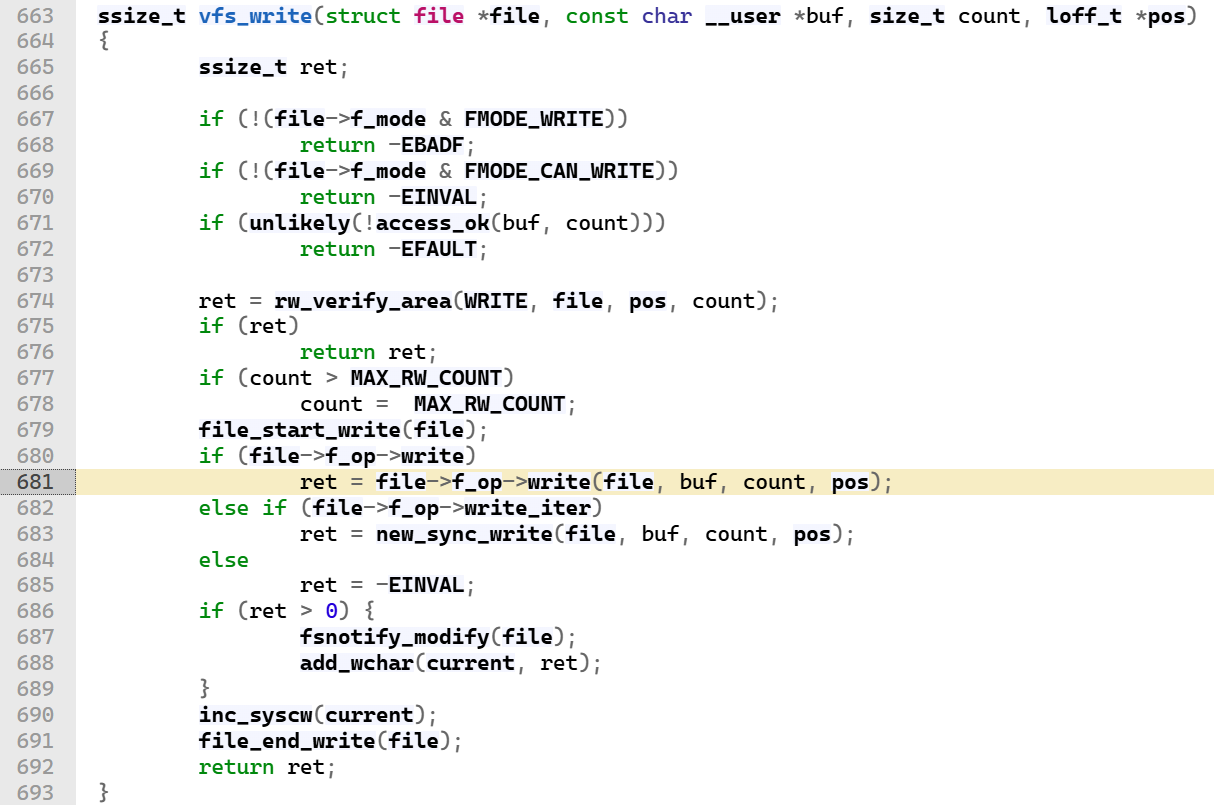 663 ssize_t vfs_write(struct file *file, const char __user *buf, size_t count, loff_t *pos)
664 {
665         ssize_t ret;
666
667         if (!(file->f_mode & FMODE_WRITE))
668                 return -EBADF;
669         if (!(file->f_mode & FMODE_CAN_WRITE))
670                 return -EINVAL;
671         if (unlikely(!access_ok(buf, count)))
672                 return -EFAULT;
673
674         ret = rw_verify_area(WRITE, file, pos, count);
675         if (ret)
676                 return ret;
677         if (count > MAX_RW_COUNT)
678                 count =  MAX_RW_COUNT;
679         file_start_write(file);
680         if (file->f_op->write)
681                 ret = file->f_op->write(file, buf, count, pos);
682         else if (file->f_op->write_iter)
683                 ret = new_sync_write(file, buf, count, pos);
684         else
685                 ret = -EINVAL;
686         if (ret > 0) {
687                 fsnotify_modify(file);
688                 add_wchar(current, ret);
689         }
690         inc_syscw(current);
691         file_end_write(file);
692         return ret;
693 }